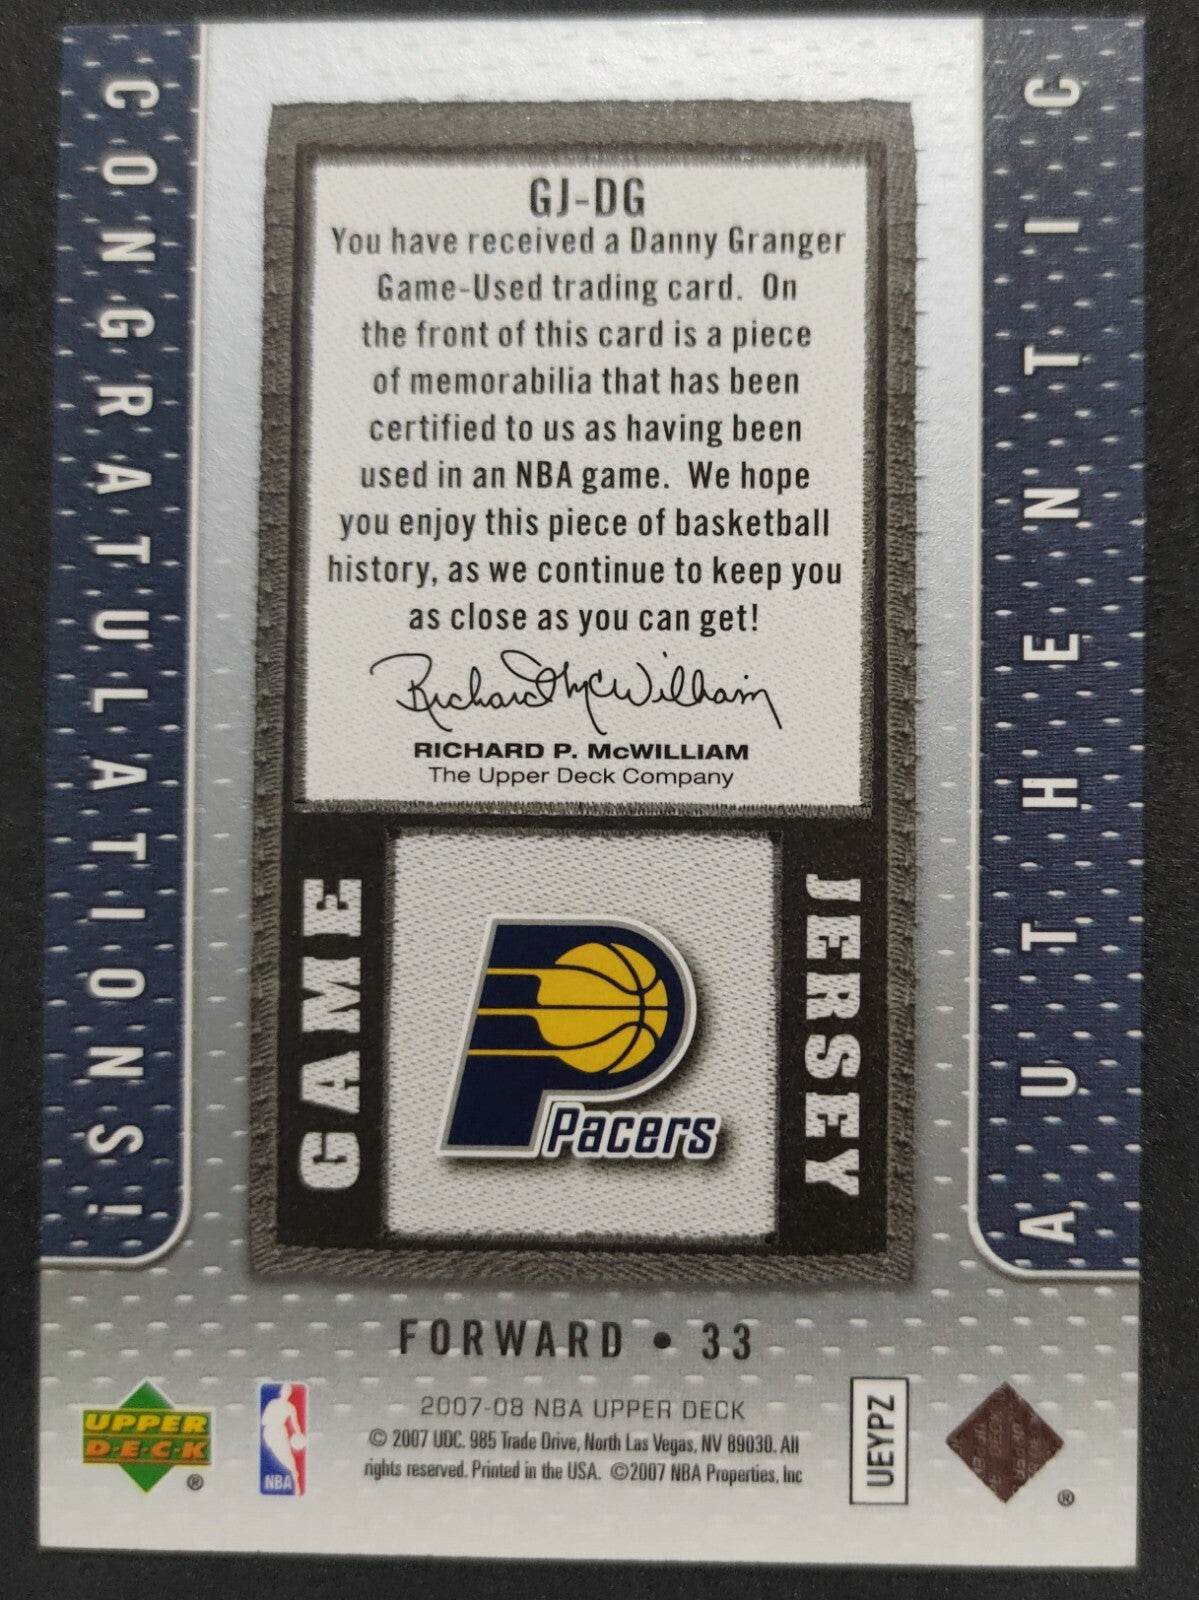 CONGRATULATIONS!
AUTHENTIC
GJ-DG
You have received a Danny Granger
Game-Used trading card. On
the front of this card is a piece
of memorabilia that has been
certified to us as having been
used in an NBA game. We hope
you enjoy this piece of basketball
history, as we continue to keep you
as close as you can get!
Richard McWilliam
RICHARD P. McWILLIAM
The Upper Deck Company
GAME
JERSEY
Pacers
FORWARD • 33
UPPER
D·E·C·K
®
NBA
2007-08 NBA UPPER DECK
© 2007 UDC. 985 Trade Drive, North Las Vegas, NV 89030. All
rights reserved. Printed in the USA. ©2007 NBA Properties, Inc
UEYPZ
®